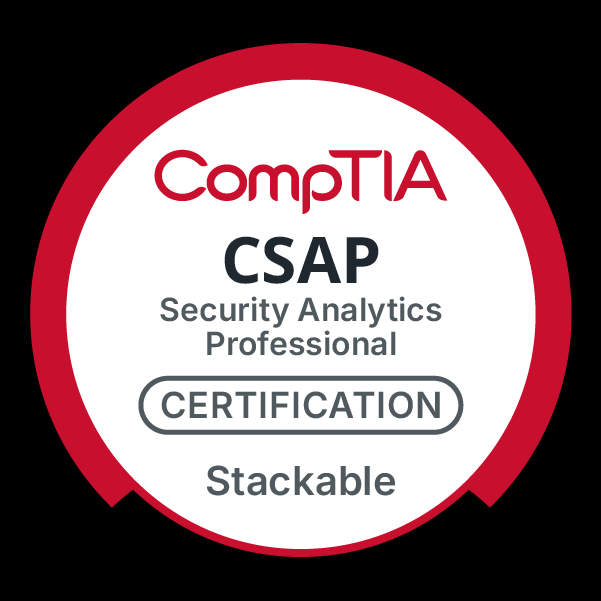 CompTIA
CSAP
Security Analytics
Professional
CERTIFICATION
Stackable